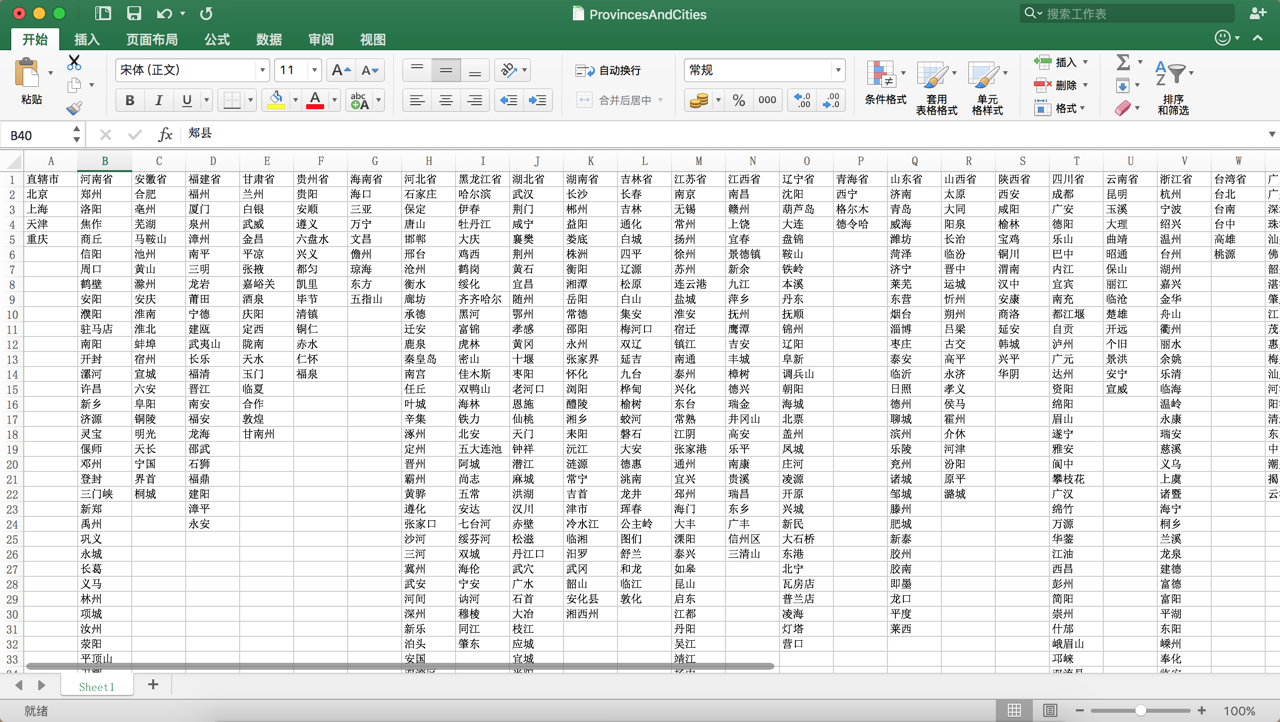 ProvincesAndCities
搜索工作表
开始 插入 页面布局 公式 数据 审阅 视图
粘贴
宋体 (正文) 11 A A
自动换行
常规
B I U A abc A
合并后居中 % 000 .0 .00 .00 .0
条件格式 套用 表格格式 单元 格样式
插入
删除
格式
排序 和筛选
B40 fx 郏县
A B C D E F G H I J K L M N O P Q R S T U V W
1 直辖市 河南省 安徽省 福建省 甘肃省 贵州省 海南省 河北省 黑龙江省 湖北省 湖南省 吉林省 江苏省 江西省 辽宁省 青海省 山东省 山西省 陕西省 四川省 云南省 浙江省 台湾省 广
2 北京 郑州 合肥 福州 兰州 贵阳 海口 石家庄 哈尔滨 武汉 长沙 长春 南京 南昌 沈阳 西宁 济南 太原 西安 成都 昆明 杭州 台北 广
3 上海 洛阳 亳州 厦门 白银 安顺 三亚 保定 伊春 荆门 郴州 吉林 无锡 赣州 葫芦岛 格尔木 青岛 大同 咸阳 广安 玉溪 宁波 台南 深
4 天津 焦作 芜湖 泉州 武威 遵义 万宁 唐山 牡丹江 咸宁 益阳 通化 常州 上饶 大连 德令哈 威海 阳泉 榆林 德阳 大理 绍兴 台中 珠
5 重庆 商丘 马鞍山 漳州 金昌 六盘水 文昌 邯郸 大庆 襄樊 娄底 白城 扬州 宜春 盘锦 潍坊 长治 宝鸡 乐山 曲靖 温州 高雄 汕
6 信阳 池州 南平 平凉 兴义 儋州 邢台 鸡西 荆州 株洲 四平 徐州 景德镇 鞍山 菏泽 临汾 铜川 巴中 昭通 台州 桃源 佛
7 周口 黄山 三明 张掖 都匀 琼海 沧州 鹤岗 黄石 衡阳 辽源 苏州 新余 铁岭 济宁 晋中 渭南 内江 保山 湖州 韶
8 鹤壁 滁州 龙岩 嘉峪关 凯里 东方 衡水 绥化 宜昌 湘潭 松原 连云港 九江 本溪 莱芜 运城 汉中 宜宾 丽江 嘉兴 湛
9 安阳 安庆 莆田 酒泉 毕节 五指山 廊坊 齐齐哈尔 随州 岳阳 白山 盐城 萍乡 丹东 东营 忻州 安康 南充 临沧 金华 肇
10 濮阳 淮南 宁德 庆阳 清镇 承德 黑河 鄂州 常德 集安 淮安 抚州 抚顺 烟台 朔州 商洛 都江堰 楚雄 舟山 江
11 驻马店 淮北 建瓯 定西 铜仁 迁安 富锦 孝感 邵阳 梅河口 宿迁 鹰潭 锦州 淄博 吕梁 延安 自贡 开远 衢州 茂
12 南阳 蚌埠 武夷山 陇南 赤水 鹿泉 虎林 黄冈 永州 双辽 镇江 吉安 辽阳 枣庄 古交 韩城 泸州 个旧 丽水 惠
13 开封 宿州 长乐 天水 仁怀 秦皇岛 密山 十堰 张家界 延吉 南通 丰城 阜新 泰安 高平 兴平 广元 景洪 余姚 梅
14 漯河 宣城 福清 玉门 福泉 南宫 佳木斯 枣阳 怀化 九台 泰州 樟树 调兵山 临沂 永济 华阴 达州 安宁 乐清 汕
15 许昌 六安 晋江 临夏 任丘 双鸭山 老河口 浏阳 桦甸 兴化 德兴 朝阳 日照 孝义 资阳 宣威 临海 河
16 新乡 阜阳 南安 合作 叶城 海林 恩施 醴陵 榆树 东台 瑞金 海城 德州 侯马 绵阳 温岭 阳
17 济源 铜陵 福安 敦煌 辛集 铁力 仙桃 湘乡 蛟河 常熟 井冈山 北票 聊城 霍州 眉山 永康 清
18 灵宝 明光 龙海 甘南州 涿州 北安 天门 耒阳 磐石 江阴 高安 盖州 滨州 介休 遂宁 瑞安 东
19 偃师 天长 邵武 定州 五大连池 钟祥 沅江 大安 张家港 乐平 凤城 乐陵 河津 雅安 慈溪 中
20 邓州 宁国 石狮 晋州 阿城 潜江 涟源 德惠 通州 南康 庄河 兖州 汾阳 阆中 义乌 潮
21 登封 界首 福鼎 霸州 尚志 麻城 常宁 洮南 宜兴 贵溪 凌源 诸城 原平 攀枝花 上虞 揭
22 三门峡 桐城 建阳 黄骅 五常 洪湖 吉首 龙井 邳州 瑞昌 开原 邹城 潞城 广汉 诸暨 云
23 新郑 漳平 遵化 安达 汉川 津市 珲春 海门 东乡 兴城 滕州 绵竹 海宁
24 禹州 永安 张家口 七台河 赤壁 冷水江 公主岭 大丰 广丰 新民 肥城 万源 桐乡
25 巩义 沙河 绥芬河 松滋 临湘 图们 溧阳 信州区 大石桥 新泰 华蓥 兰溪
26 永城 三河 双城 丹江口 汨罗 舒兰 泰兴 三清山 东港 胶州 江油 龙泉
27 长葛 冀州 海伦 武穴 武冈 和龙 如皋 北宁 胶南 西昌 建德
28 义马 武安 宁安 广水 韶山 临江 昆山 瓦房店 即墨 彭州 富德
29 林州 河间 讷河 石首 安化县 敦化 启东 普兰店 龙口 简阳 富阳
30 项城 深州 穆棱 大冶 湘西州 江都 凌海 平度 崇州 平湖
31 汝州 新乐 同江 枝江 丹阳 灯塔 莱西 什邡 东阳
32 荥阳 泊头 肇东 应城 吴江 营口 峨眉山 嵊州
33 平顶山 安国 宜城 靖江 邛崃 奉化
Sheet1
就绪 100%